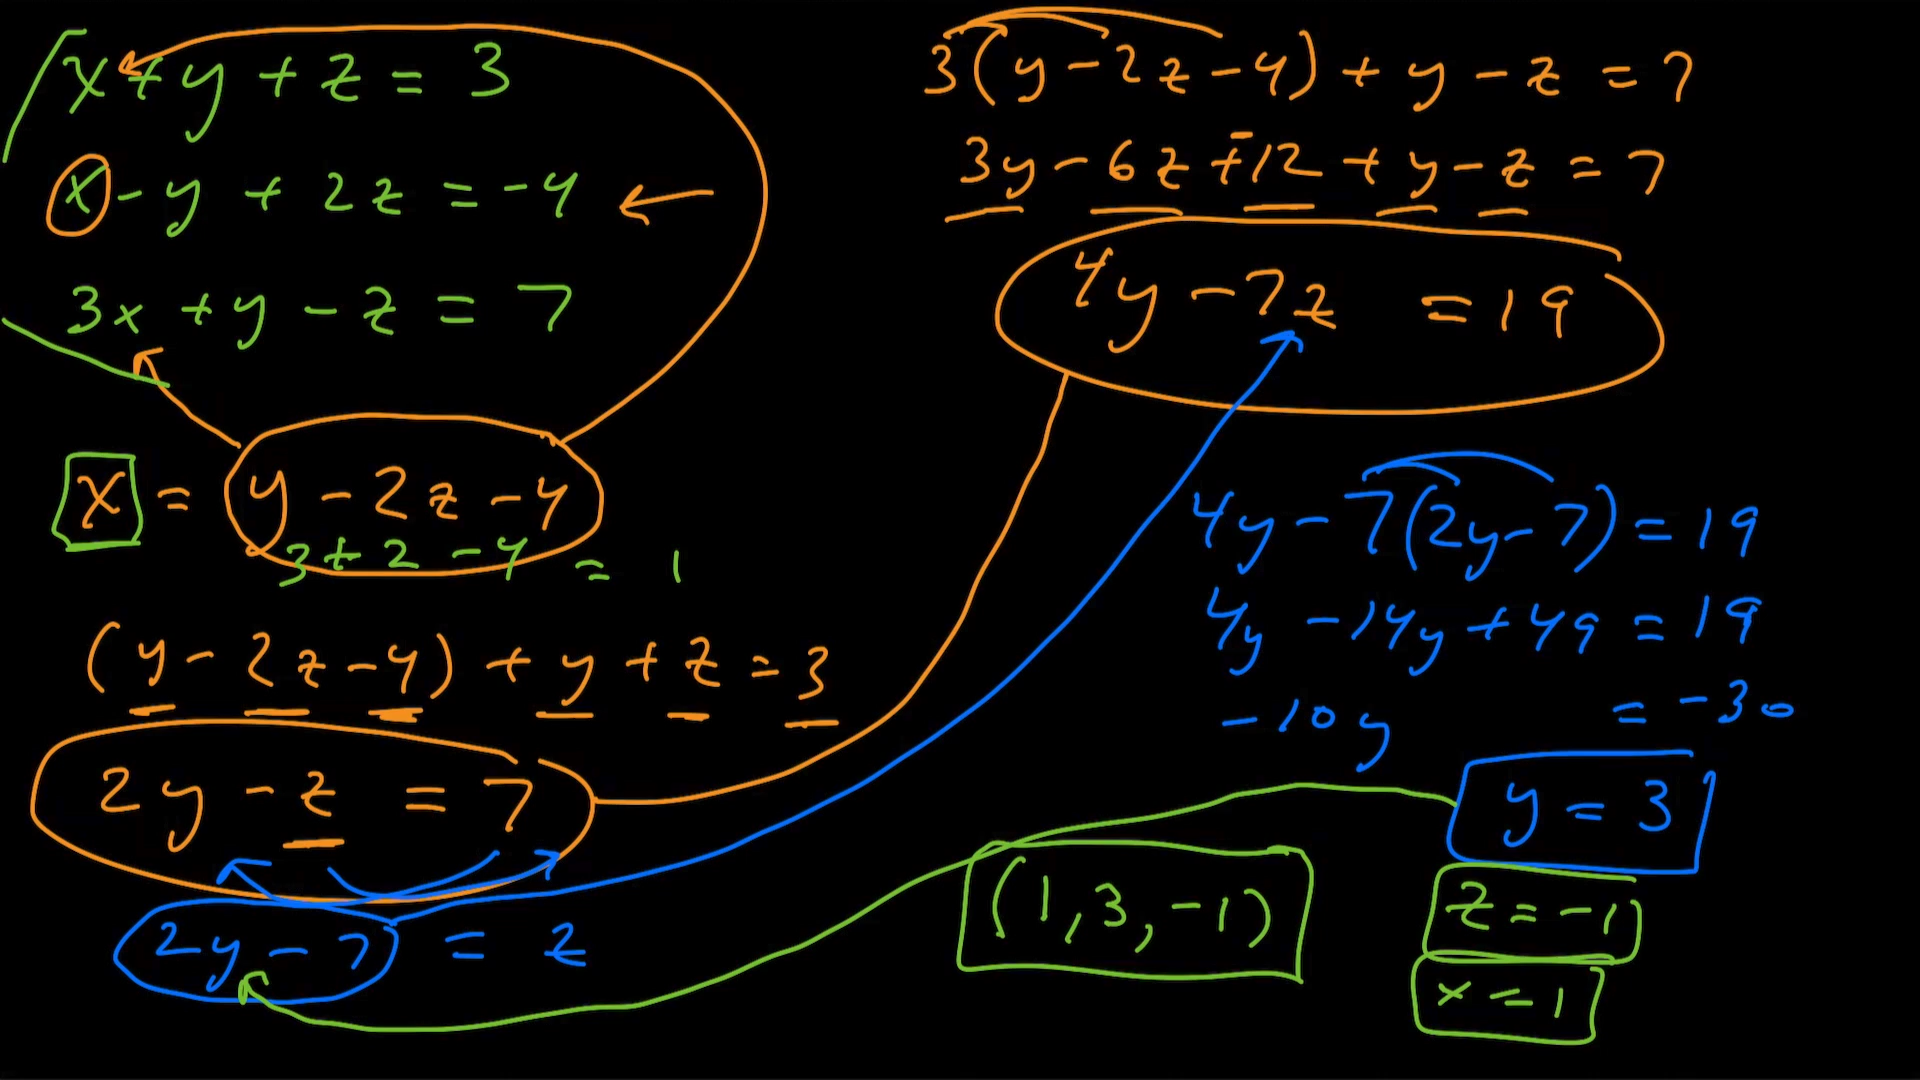 x + y + z = 3
x - y + 2z = -4
3x + y - z = 7
x = y - 2z - 4
3 + 2 - 4 = 1
(y - 2z - 4) + y + z = 3
2y - z = 7
2y - 7 = z
3(y - 2z - 4) + y - z = 7
3y - 6z - 12 + y - z = 7
4y - 7z = 19
4y - 7(2y - 7) = 19
4y - 14y + 49 = 19
-10y = -30
y = 3
z = -1
x = 1
(1, 3, -1)